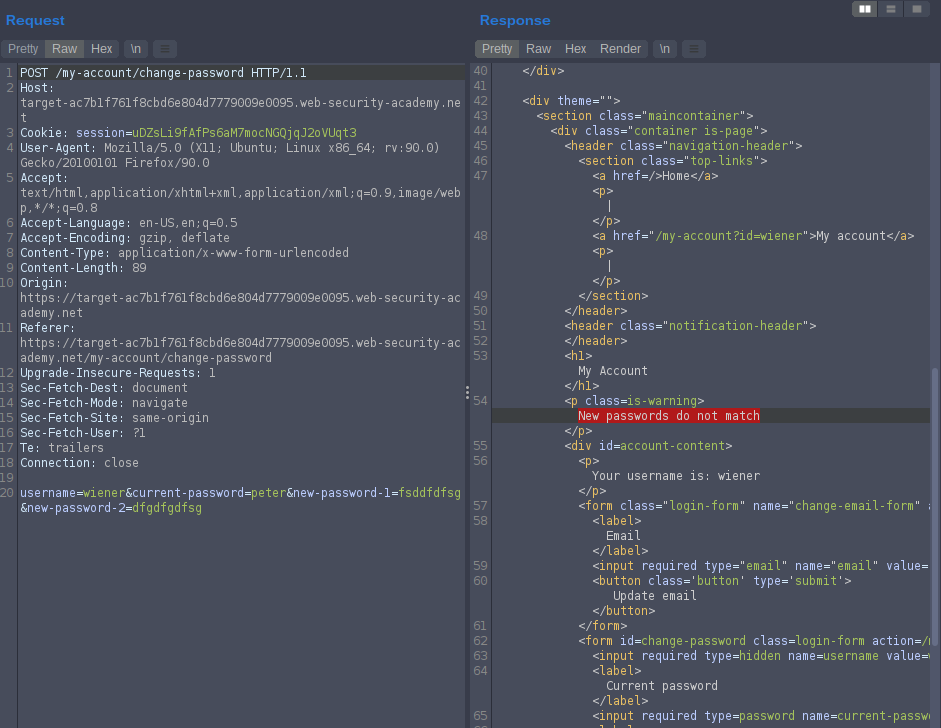 Request
Pretty Raw Hex \n
1 POST /my-account/change-password HTTP/1.1
2 Host:
target-ac7b1f761f8cbd6e804d7779009e0095.web-security-academy.ne
t
3 Cookie: session=uDZsLi9fAfPs6aM7mocNGQjqJ2oVUqt3
4 User-Agent: Mozilla/5.0 (X11; Ubuntu; Linux x86_64; rv:90.0)
Gecko/20100101 Firefox/90.0
5 Accept:
text/html,application/xhtml+xml,application/xml;q=0.9,image/web
p,*/*;q=0.8
6 Accept-Language: en-US,en;q=0.5
7 Accept-Encoding: gzip, deflate
8 Content-Type: application/x-www-form-urlencoded
9 Content-Length: 89
10 Origin:
https://target-ac7b1f761f8cbd6e804d7779009e0095.web-security-ac
ademy.net
11 Referer:
https://target-ac7b1f761f8cbd6e804d7779009e0095.web-security-ac
ademy.net/my-account/change-password
12 Upgrade-Insecure-Requests: 1
13 Sec-Fetch-Dest: document
14 Sec-Fetch-Mode: navigate
15 Sec-Fetch-Site: same-origin
16 Sec-Fetch-User: ?1
17 Te: trailers
18 Connection: close
19
20 username=wiener&current-password=peter&new-password-1=fsddfdfsg
&new-password-2=dfgdfgdfsg
Response
Pretty Raw Hex Render \n
40 </div>
41
42 <div theme="">
43 <section class="maincontainer">
44 <div class="container is-page">
45 <header class="navigation-header">
46 <section class="top-links">
47 <a href=/>Home</a>
<p>
|
</p>
48 <a href="/my-account?id=wiener">My account</a>
<p>
|
</p>
49 </section>
50 </header>
51 <header class="notification-header">
52 </header>
53 <h1>
My Account
</h1>
54 <p class=is-warning>
New passwords do not match
</p>
55 <div id=account-content>
56 <p>
Your username is: wiener
</p>
57 <form class="login-form" name="change-email-form"
58 <label>
Email
</label>
59 <input required type="email" name="email" value=
60 <button class='button' type='submit'>
Update email
</button>
61 </form>
62 <form id=change-password class=login-form action=/
63 <input required type=hidden name=username value=
64 <label>
Current password
</label>
65 <input required type=password name=current-passw